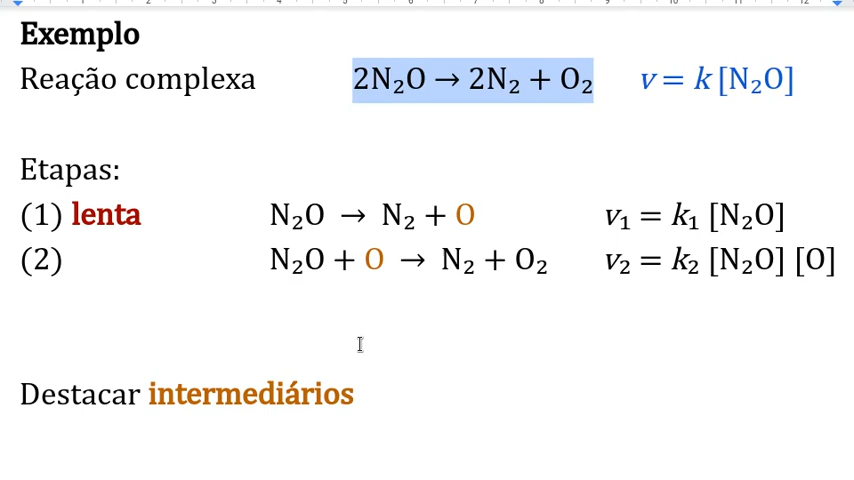 Exemplo
Reação complexa 2N₂O → 2N₂ + O₂ v = k [N₂O]
Etapas:
(1) lenta N₂O → N₂ + O v₁ = k₁ [N₂O]
(2) N₂O + O → N₂ + O₂ v₂ = k₂ [N₂O] [O]
Destacar intermediários